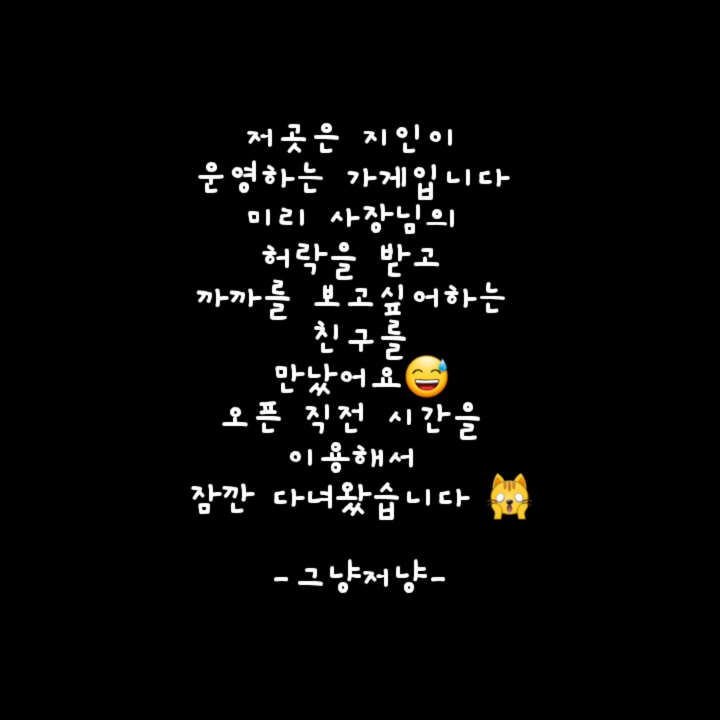 저곳은 지인이
운영하는 가게입니다
미리 사장님의
허락을 받고
까까를 보고싶어하는
친구를
만났어요😅
오픈 직전 시간을
이용해서
잠깐 다녀왔습니다 🙀

- 그냥저냥-